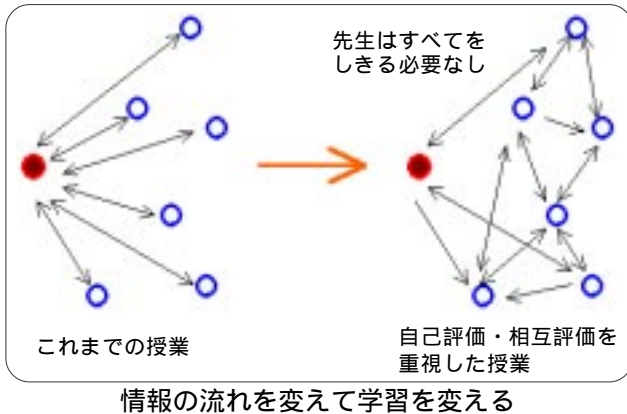 先生はすべてを
しきる必要なし
これまでの授業
自己評価・相互評価を
重視した授業
情報の流れを変えて学習を変える